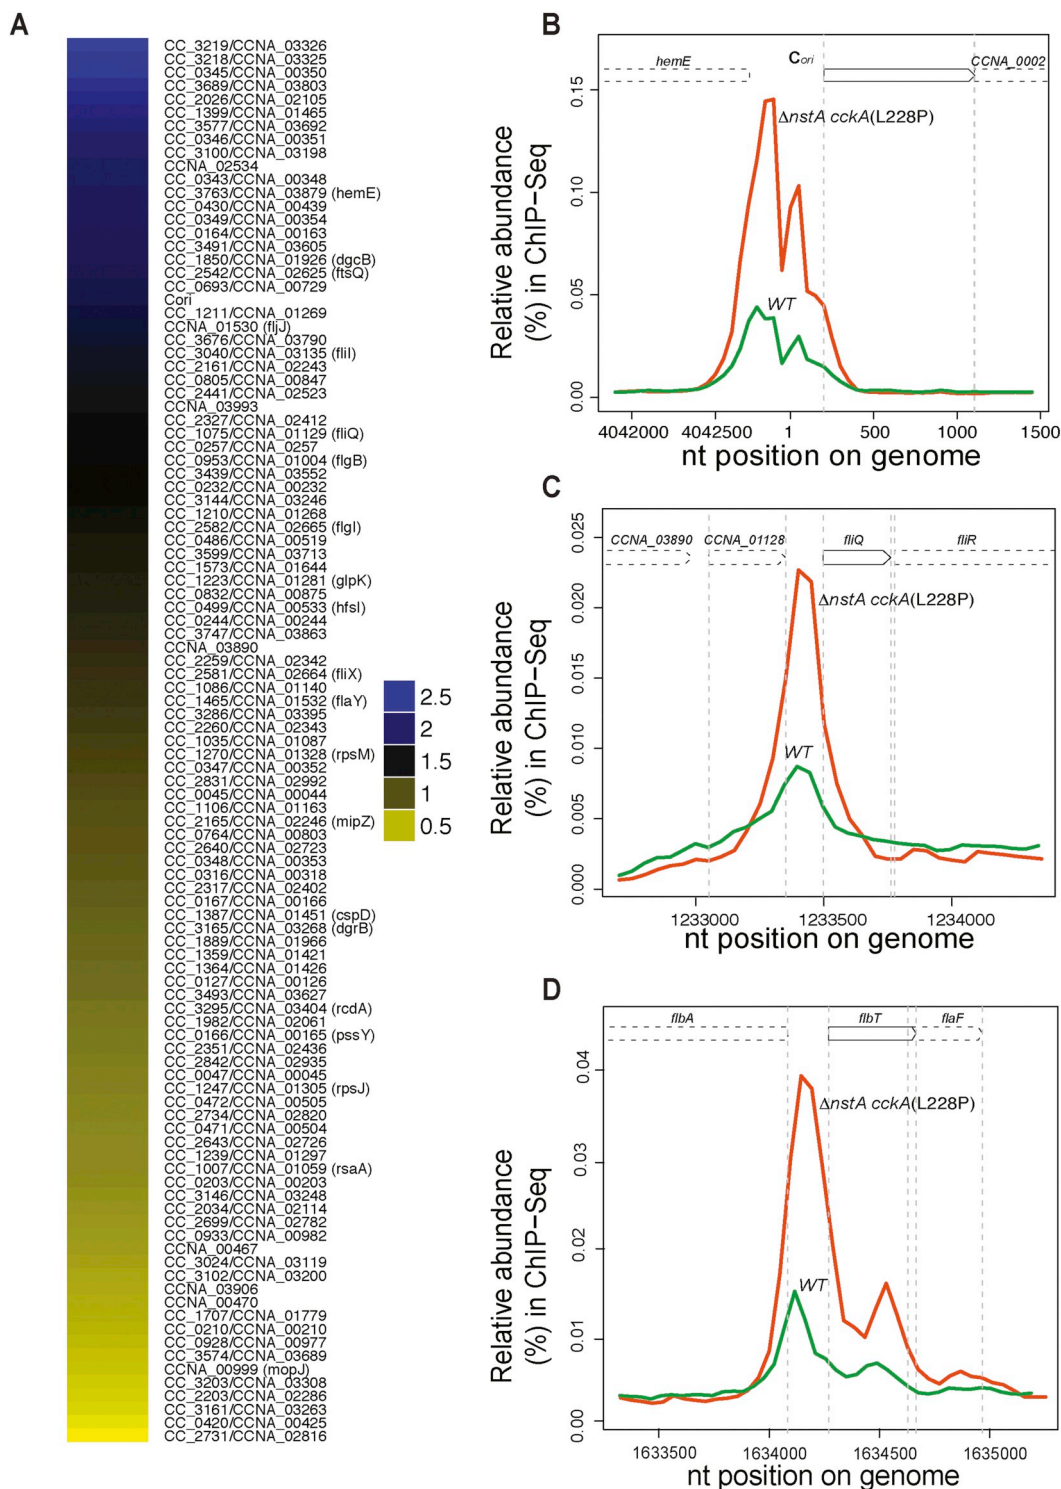 A
CC_3219/CCNA_03326
CC_3218/CCNA_03325
CC_0345/CCNA_00350
CC_3689/CCNA_03803
CC_2026/CCNA_02105
CC_1399/CCNA_01465
CC_3577/CCNA_03692
CC_0346/CCNA_00351
CC_3100/CCNA_03198
CCNA_02534
CC_0343/CCNA_00348
CC_3763/CCNA_03879 (hemE)
CC_0430/CCNA_00439
CC_0349/CCNA_00354
CC_0164/CCNA_00163
CC_3491/CCNA_03605
CC_1850/CCNA_01926 (dgcB)
CC_2542/CCNA_02625 (ftsQ)
CC_0693/CCNA_00729
Cori
CC_1211/CCNA_01269
CCNA_01530 (fljJ)
CC_3676/CCNA_03790
CC_3040/CCNA_03135 (fliI)
CC_2161/CCNA_02243
CC_0805/CCNA_00847
CC_2441/CCNA_02523
CCNA_03993
CC_2327/CCNA_02412
CC_1075/CCNA_01129 (fliQ)
CC_0257/CCNA_0257
CC_0953/CCNA_01004 (flgB)
CC_3439/CCNA_03552
CC_0232/CCNA_00232
CC_3144/CCNA_03246
CC_1210/CCNA_01268
CC_2582/CCNA_02665 (flgI)
CC_0486/CCNA_00519
CC_3599/CCNA_03713
CC_1573/CCNA_01644
CC_1223/CCNA_01281 (glpK)
CC_0832/CCNA_00875
CC_0499/CCNA_00533 (hfsI)
CC_0244/CCNA_00244
CC_3747/CCNA_03863
CCNA_03890
CC_2259/CCNA_02342
CC_2581/CCNA_02664 (fliX)
CC_1086/CCNA_01140
CC_1465/CCNA_01532 (flaY)
CC_3286/CCNA_03395
CC_2260/CCNA_02343
CC_1035/CCNA_01087
CC_1270/CCNA_01328 (rpsM)
CC_0347/CCNA_00352
CC_2831/CCNA_02992
CC_0045/CCNA_00044
CC_1106/CCNA_01163
CC_2165/CCNA_02246 (mipZ)
CC_0764/CCNA_00803
CC_2640/CCNA_02723
CC_0348/CCNA_00353
CC_0316/CCNA_00318
CC_2317/CCNA_02402
CC_0167/CCNA_00166
CC_1387/CCNA_01451 (cspD)
CC_3165/CCNA_03268 (dgrB)
CC_1889/CCNA_01966
CC_1359/CCNA_01421
CC_1364/CCNA_01426
CC_0127/CCNA_00126
CC_3493/CCNA_03627
CC_3295/CCNA_03404 (rcdA)
CC_1982/CCNA_02061
CC_0166/CCNA_00165 (pssY)
CC_2351/CCNA_02436
CC_2842/CCNA_02935
CC_0047/CCNA_00045
CC_1247/CCNA_01305 (rpsJ)
CC_0472/CCNA_00505
CC_2734/CCNA_02820
CC_0471/CCNA_00504
CC_2643/CCNA_02726
CC_1239/CCNA_01297
CC_1007/CCNA_01059 (rsaA)
CC_0203/CCNA_00203
CC_3146/CCNA_03248
CC_2034/CCNA_02114
CC_2699/CCNA_02782
CC_0933/CCNA_00982
CCNA_00467
CC_3024/CCNA_03119
CC_3102/CCNA_03200
CCNA_03906
CCNA_00470
CC_1707/CCNA_01779
CC_0210/CCNA_00210
CC_0928/CCNA_00977
CC_3574/CCNA_03689
CCNA_00999 (mopJ)
CC_3203/CCNA_03308
CC_2203/CCNA_02286
CC_3161/CCNA_03263
CC_0420/CCNA_00425
CC_2731/CCNA_02816
2.5
2
1.5
1
0.5
B
hemE
Cori
CCNA_0002
ΔnstA cckA(L228P)
WT
Relative abundance
(%) in ChIP−Seq
0.15
0.10
0.05
0.00
4042000 4042500 1 500 1000 1500
nt position on genome
C
CCNA_03890 CCNA_01128 fliQ fliR
ΔnstA cckA(L228P)
WT
Relative abundance
(%) in ChIP−Seq
0.025
0.020
0.015
0.010
0.005
0.000
1233000 1233500 1234000
nt position on genome
D
flbA flbT flaF
ΔnstA cckA(L228P)
WT
Relative abundance
(%) in ChIP−Seq
0.04
0.03
0.02
0.01
0.00
1633500 1634000 1634500 1635000
nt position on genome